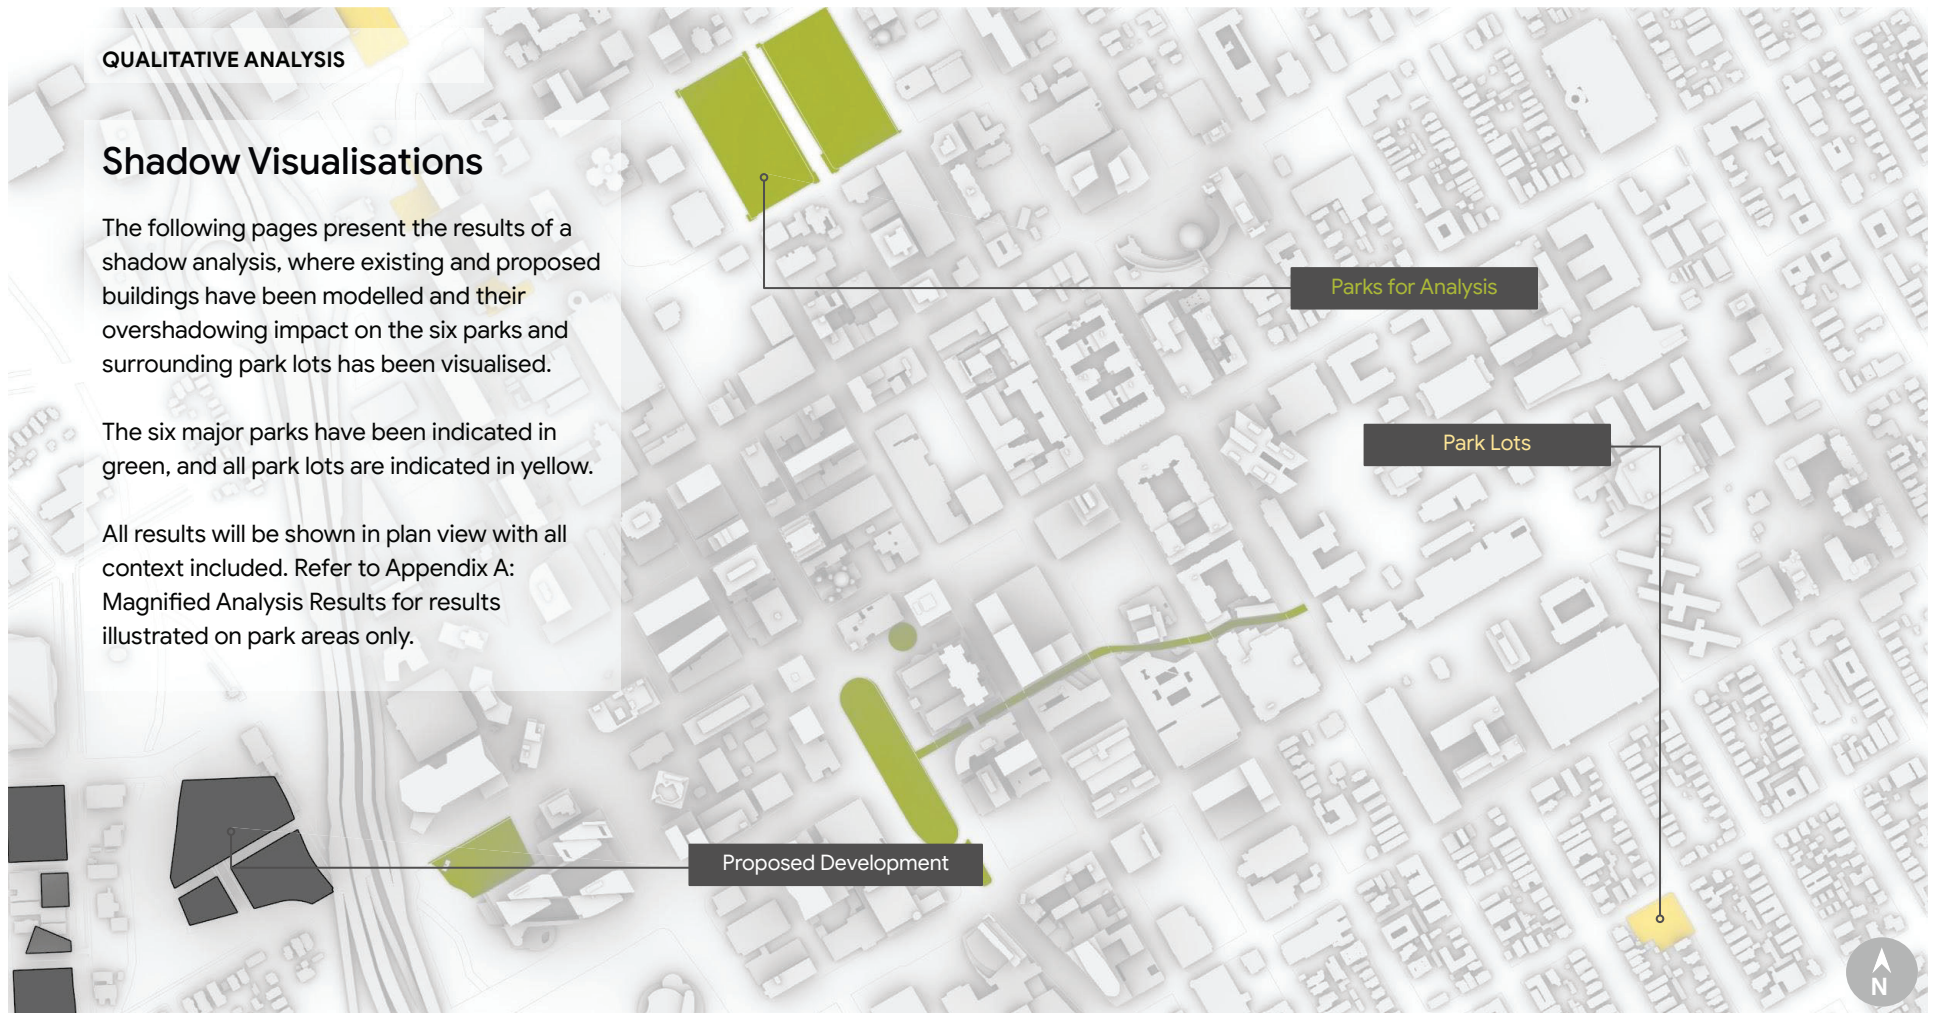 QUALITATIVE ANALYSIS
Shadow Visualisations
The following pages present the results of a
shadow analysis, where existing and proposed
buildings have been modelled and their
overshadowing impact on the six parks and
surrounding park lots has been visualised.
The six major parks have been indicated in
green, and all park lots are indicated in yellow.
All results will be shown in plan view with all
context included. Refer to Appendix A:
Magnified Analysis Results for results
illustrated on park areas only.
Parks for Analysis
Park Lots
Proposed Development
N